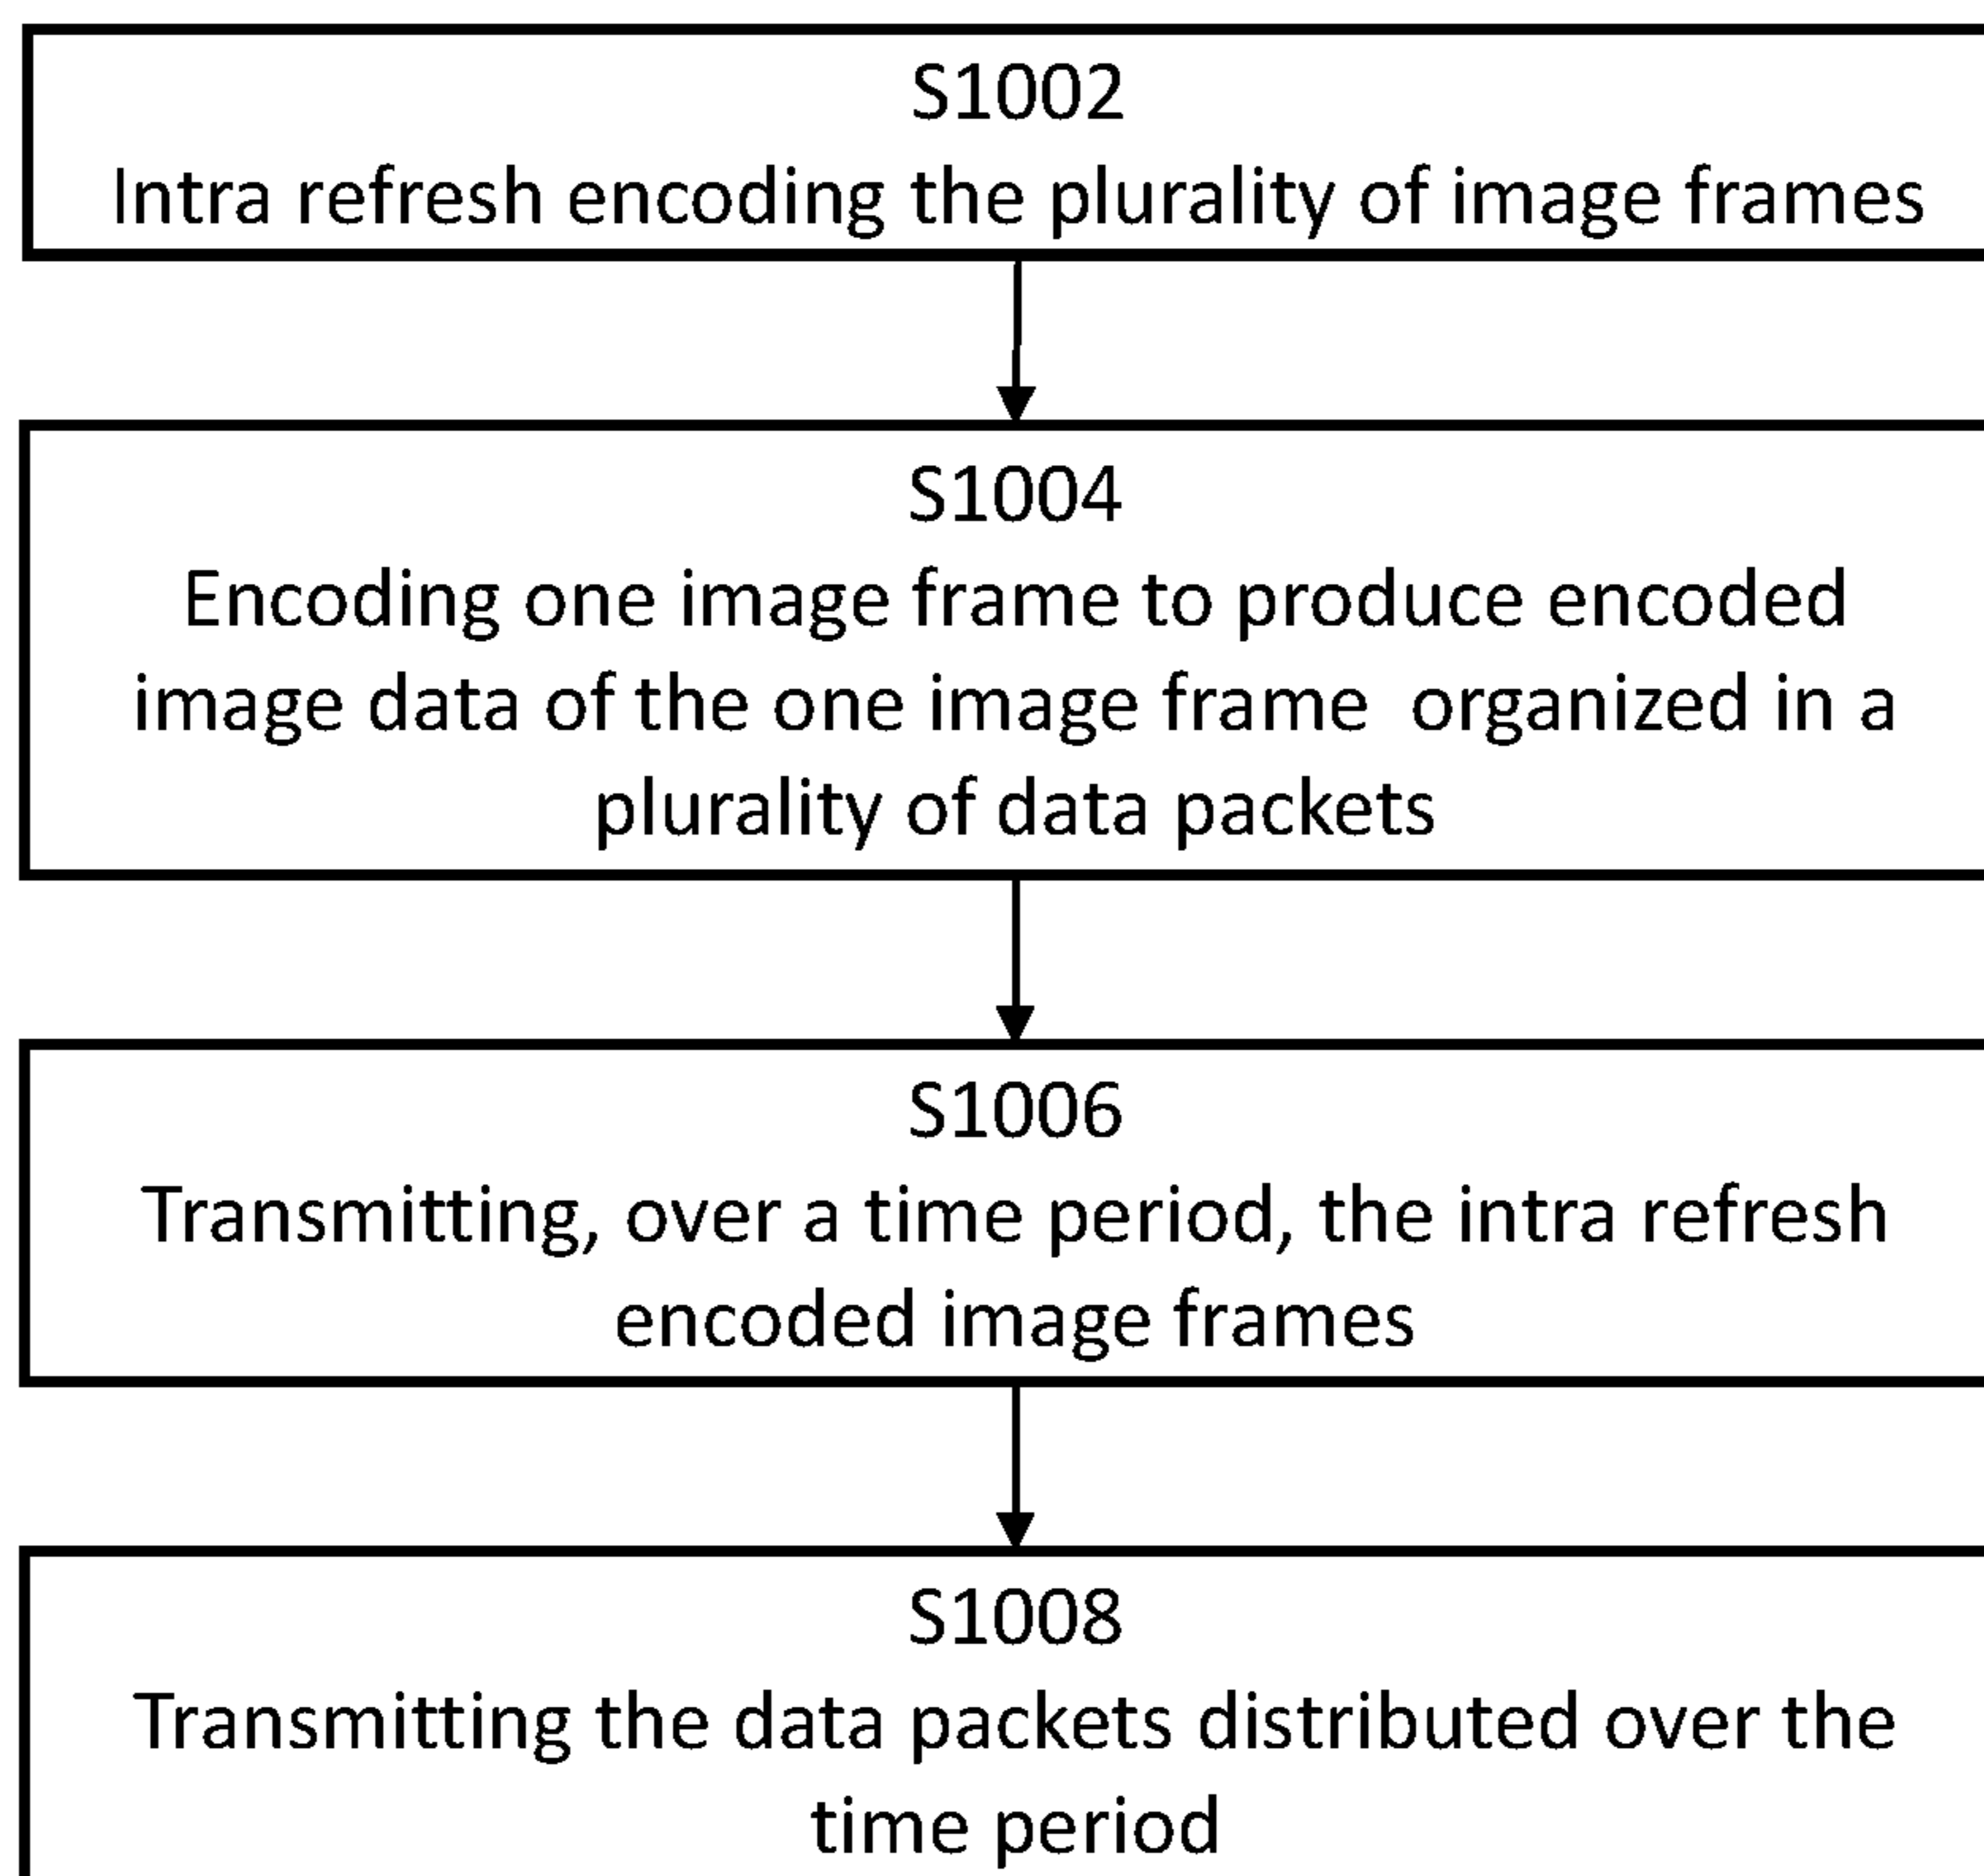 S1002
Intra refresh encoding the plurality of image frames
S1004
Encoding one image frame to produce encoded
image data of the one image frame organized in a
plurality of data packets
S1006
Transmitting, over a time period, the intra refresh
encoded image frames
S1008
Transmitting the data packets distributed over the
time period